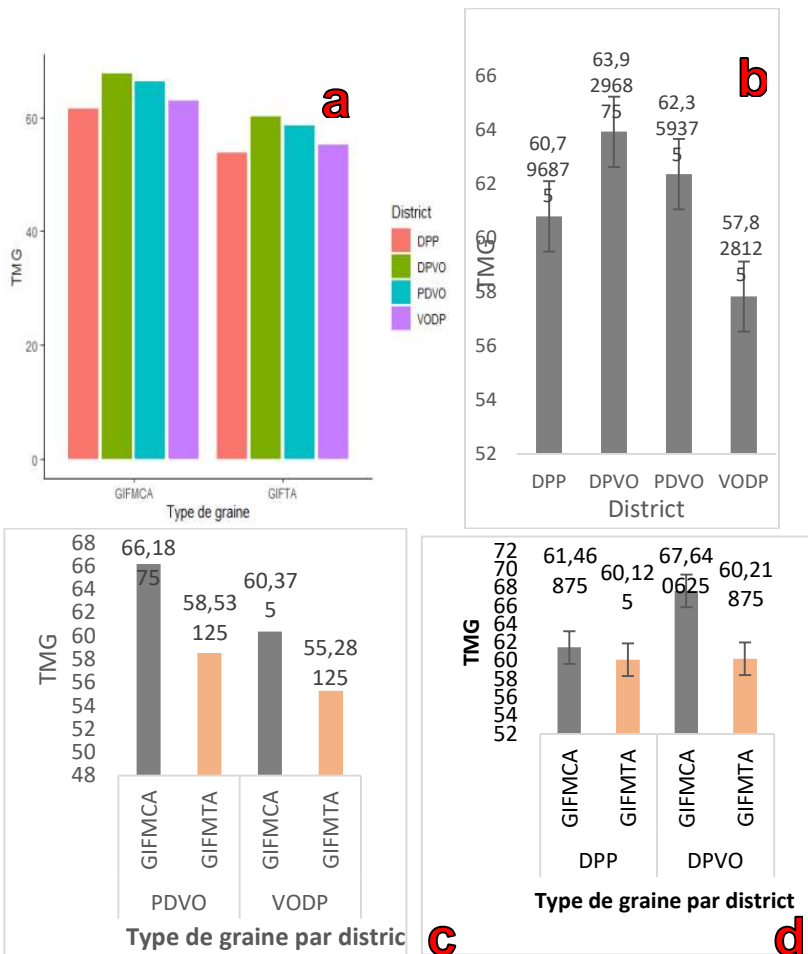 a
60
40
20
0
TMG
GIFMCA
GIFTA
Type de graine
District
DPP
DPVO
PDVO
VODP
b
66
64
62
60
58
56
54
52
TMG
60,7
9687
5
63,9
2968
75
62,3
5937
5
57,8
2812
5
DPP
DPVO
PDVO
VODP
District
68
66
64
62
60
58
56
54
52
50
48
TMG
66,18
75
58,53
125
60,37
5
55,28
125
GIFMCA
GIFMTA
GIFMCA
GIFMTA
PDVO
VODP
Type de graine par distric
c
72
70
68
66
64
62
60
58
56
54
52
TMG
61,46
875
60,12
5
67,64
0625
60,21
875
GIFMCA
GIFMTA
GIFMCA
GIFMTA
DPP
DPVO
Type de graine par district
d